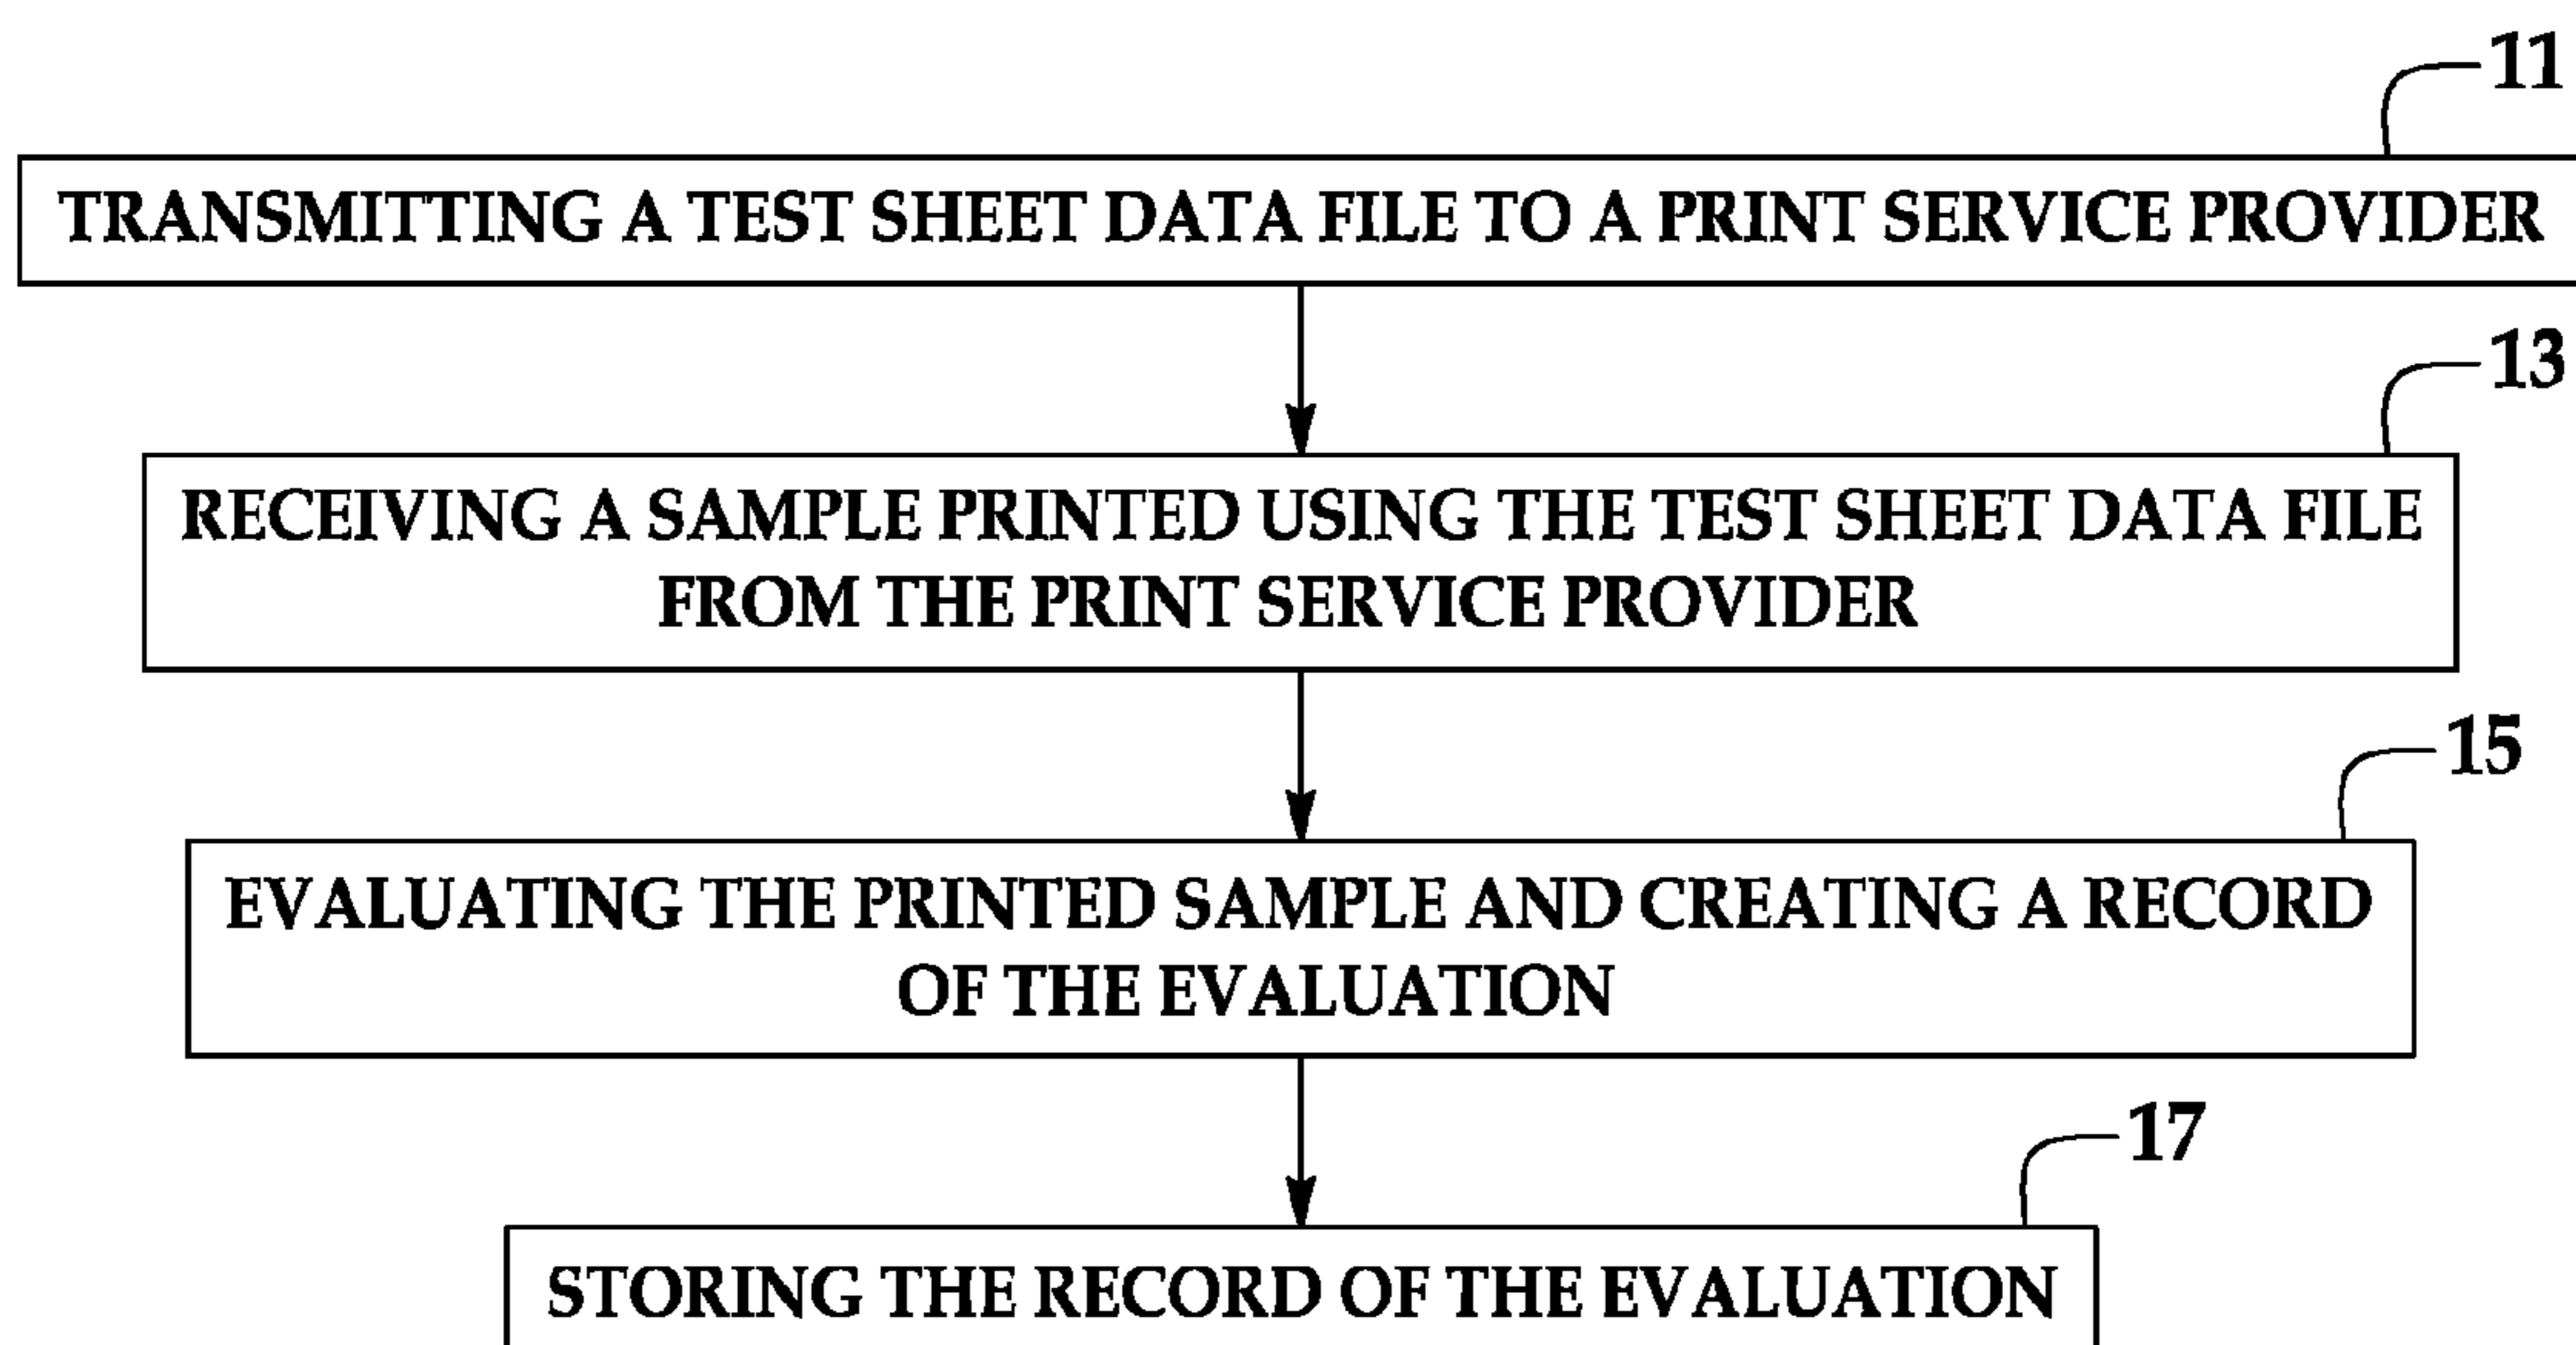 11
TRANSMITTING A TEST SHEET DATA FILE TO A PRINT SERVICE PROVIDER
13
RECEIVING A SAMPLE PRINTED USING THE TEST SHEET DATA FILE
FROM THE PRINT SERVICE PROVIDER
15
EVALUATING THE PRINTED SAMPLE AND CREATING A RECORD
OF THE EVALUATION
17
STORING THE RECORD OF THE EVALUATION